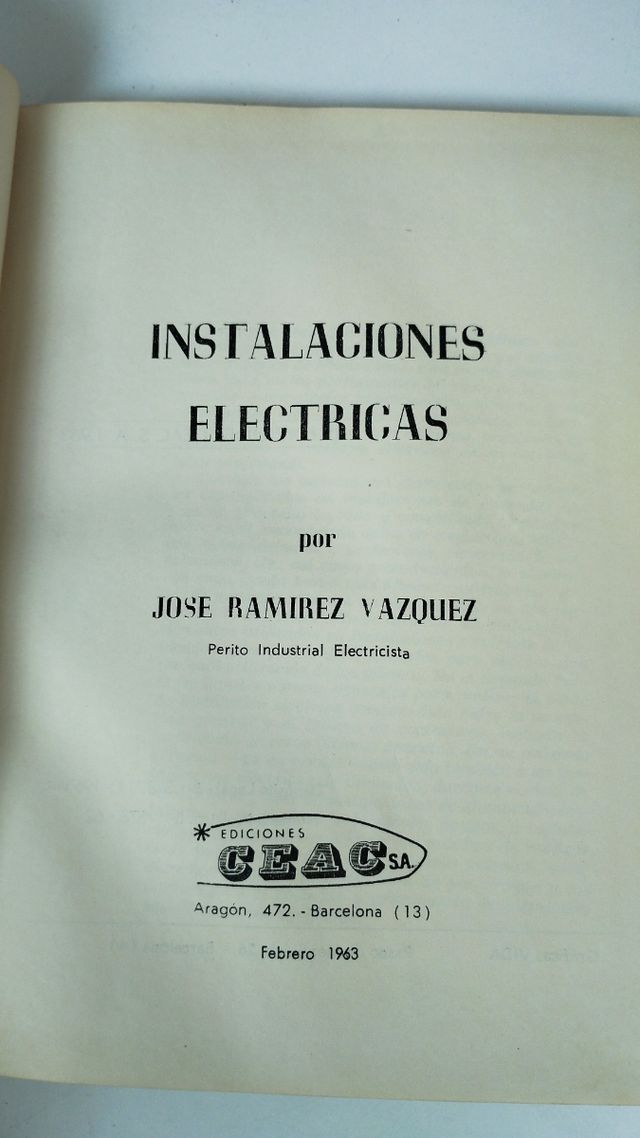 INSTALACIONES
ELECTRICAS
por
JOSE RAMIREZ VAZQUEZ
Perito Industrial Electricista
EDICIONES
CEAC S.A.
Aragón, 472. - Barcelona (13)
Febrero 1963